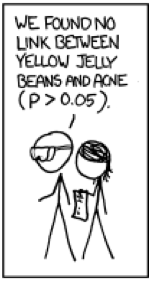 WE FOUND NO
LINK BETWEEN
YELLOW JELLY
BEANS AND ACNE
(P > 0.05).